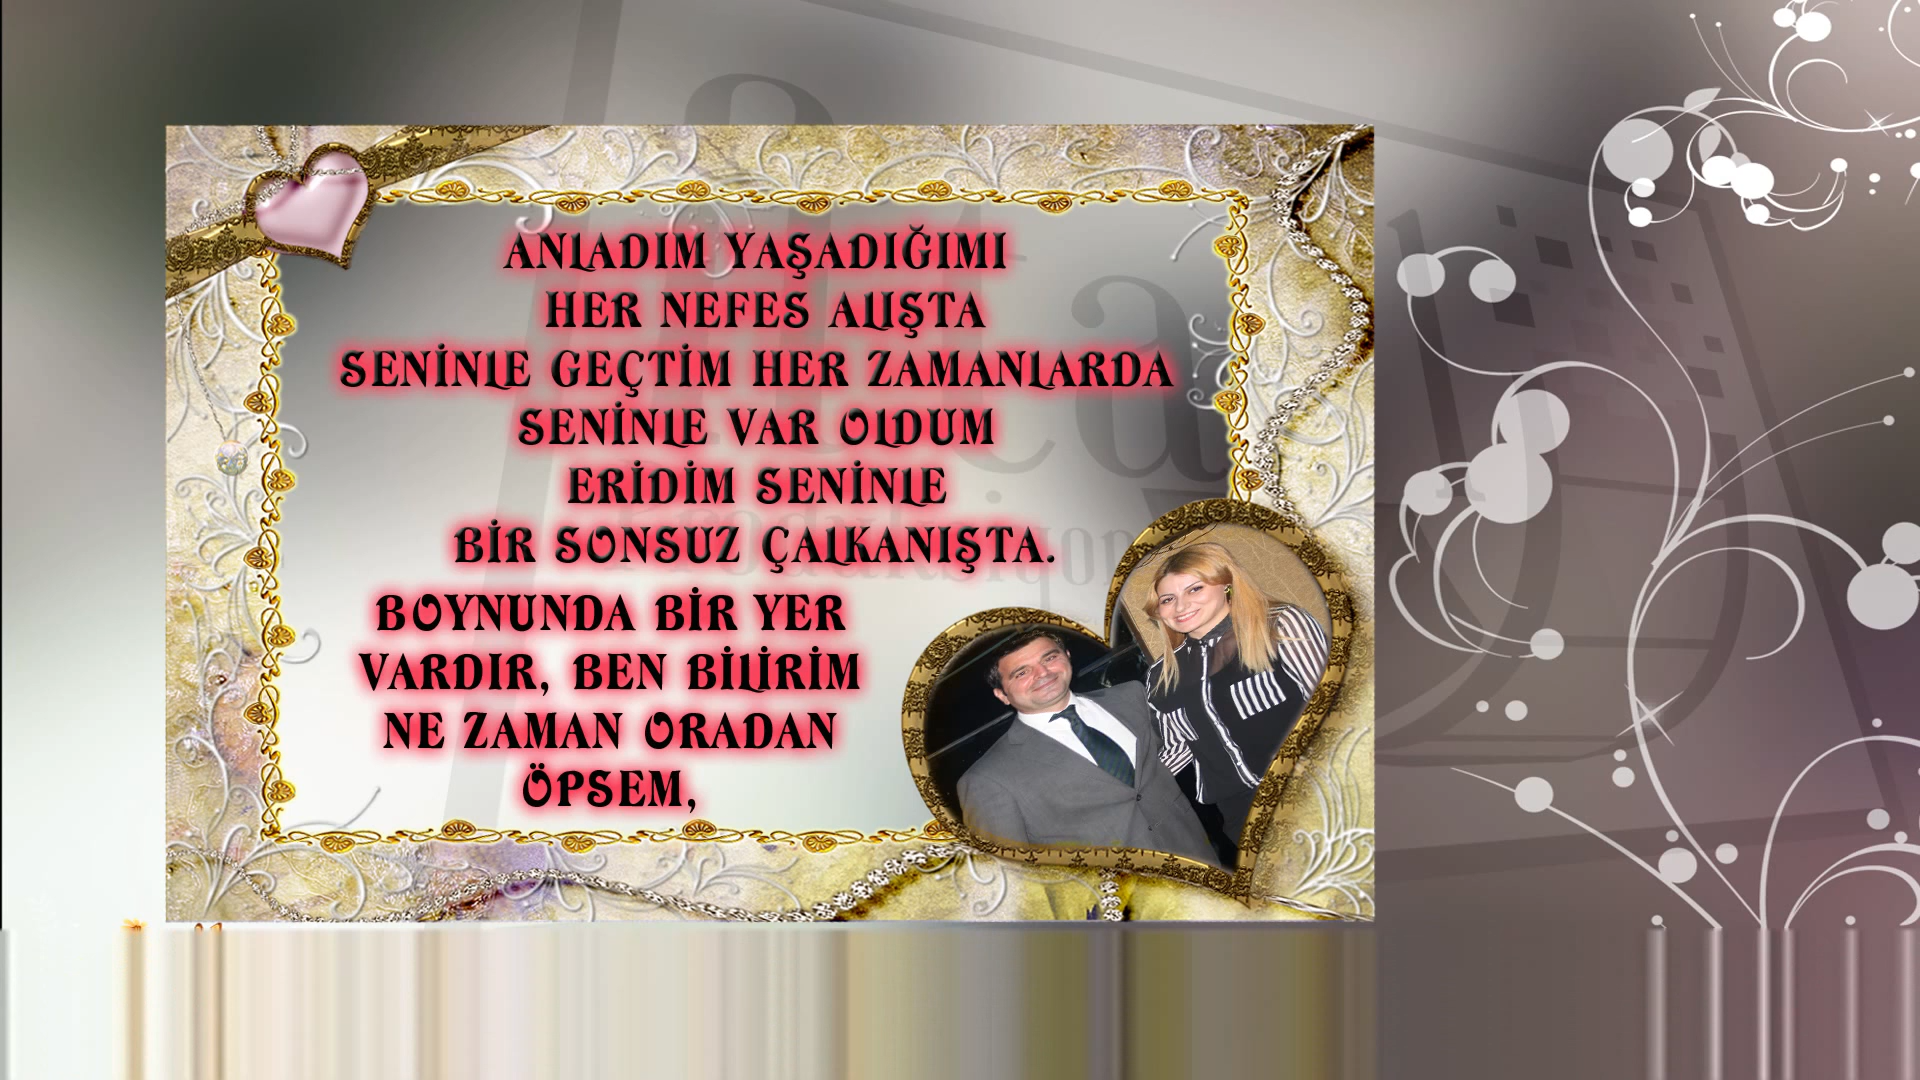 ANLADIM YAŞADIĞIMI
HER NEFES ALIŞTA
SENİNLE GEÇTİM HER ZAMANLARDA
SENİNLE VAR OLDUM
ERİDİM SENİNLE
BİR SONSUZ ÇALKANIŞTA.
BOYNUNDA BİR YER
VARDIR, BEN BİLİRİM
NE ZAMAN ORADAN
ÖPSEM,